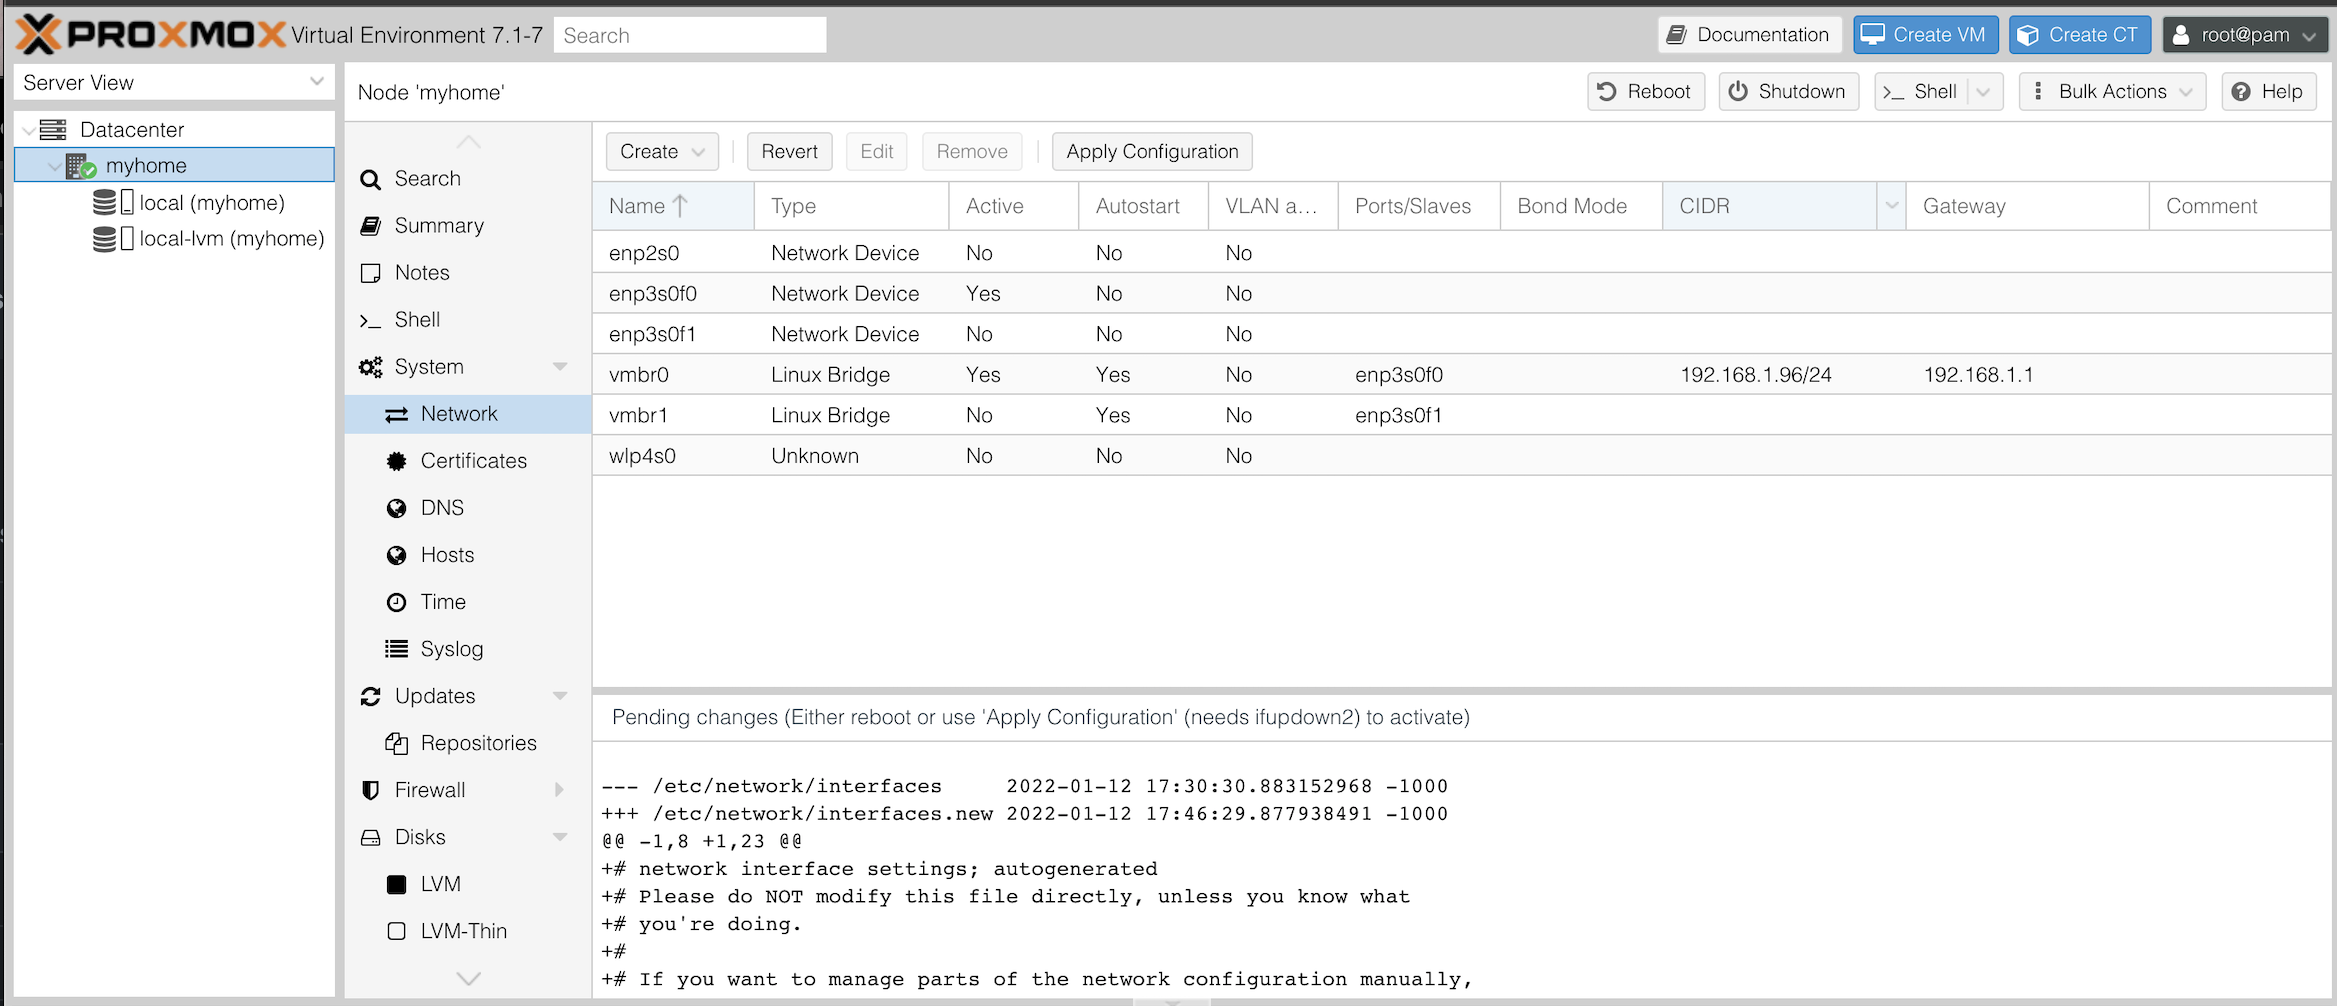 PROXMOX Virtual Environment 7.1-7 Search Documentation Create VM Create CT root@pam
Server View
Datacenter
myhome
local (myhome)
local-lvm (myhome)
Node 'myhome' Reboot Shutdown >_ Shell Bulk Actions Help
Search
Summary
Notes
>_ Shell
System
Network
Certificates
DNS
Hosts
Time
Syslog
Updates
Repositories
Firewall
Disks
LVM
LVM-Thin
Create Revert Edit Remove Apply Configuration
Name Type Active Autostart VLAN a... Ports/Slaves Bond Mode CIDR Gateway Comment
enp2s0 Network Device No No No
enp3s0f0 Network Device Yes No No
enp3s0f1 Network Device No No No
vmbr0 Linux Bridge Yes Yes No enp3s0f0 192.168.1.96/24 192.168.1.1
vmbr1 Linux Bridge No Yes No enp3s0f1
wlp4s0 Unknown No No No
Pending changes (Either reboot or use 'Apply Configuration' (needs ifupdown2) to activate)
--- /etc/network/interfaces 2022-01-12 17:30:30.883152968 -1000
+++ /etc/network/interfaces.new 2022-01-12 17:46:29.877938491 -1000
@@ -1,8 +1,23 @@
+# network interface settings; autogenerated
+# Please do NOT modify this file directly, unless you know what
+# you're doing.
+#
+# If you want to manage parts of the network configuration manually,